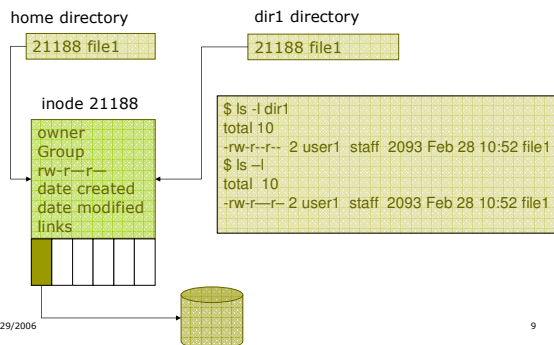 home directory
dir1 directory
21188 file1
21188 file1
inode 21188
owner
Group
rw-r—r—
date created
date modified
links
$ ls -l dir1
total 10
-rw-r--r-- 2 user1 staff 2093 Feb 28 10:52 file1
$ ls –l
total 10
-rw-r—r– 2 user1 staff 2093 Feb 28 10:52 file1
29/2006
9